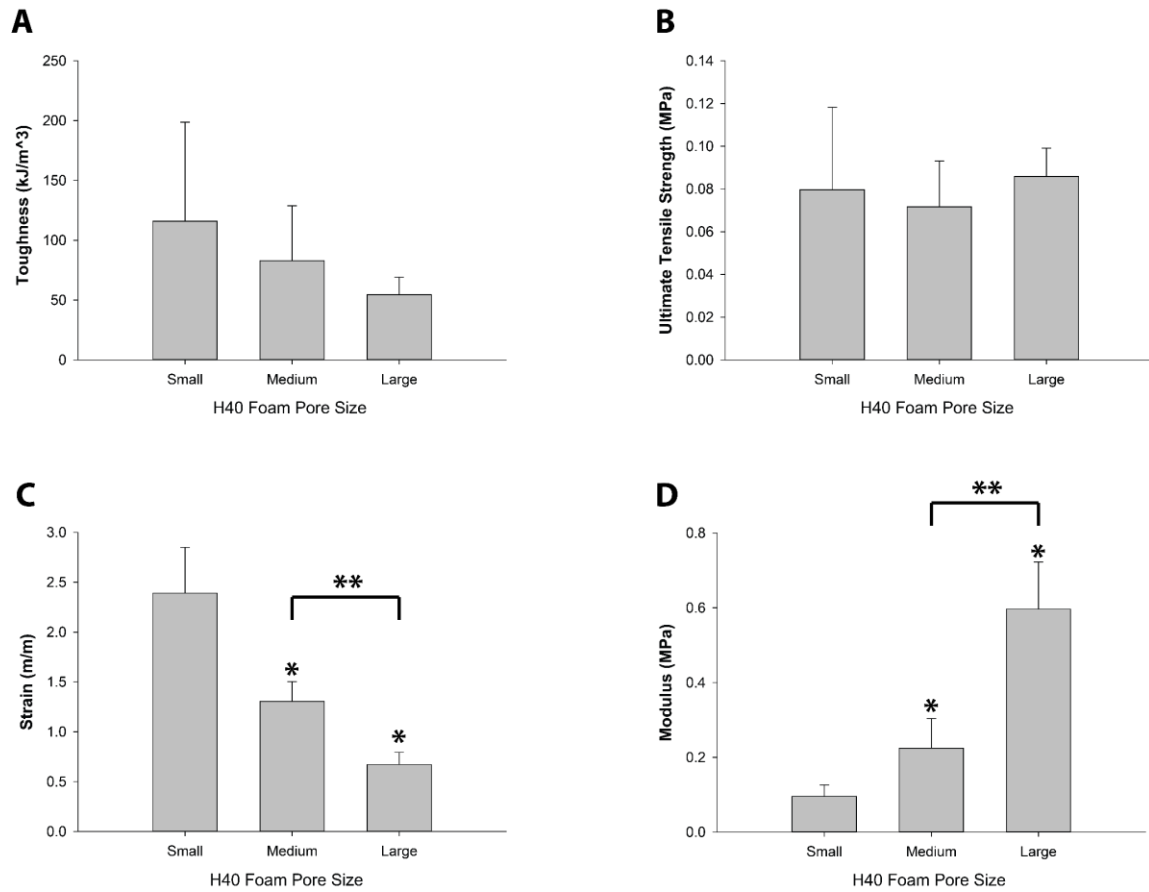 A
Toughness (kJ/m^3)
250
200
150
100
50
0
Small Medium Large
H40 Foam Pore Size
B
Ultimate Tensile Strength (MPa)
0.14
0.12
0.10
0.08
0.06
0.04
0.02
0.00
Small Medium Large
H40 Foam Pore Size
C
Strain (m/m)
3.0
2.5
2.0
1.5
1.0
0.5
0.0
**
*
*
Small Medium Large
H40 Foam Pore Size
D
Modulus (MPa)
0.8
0.6
0.4
0.2
0.0
**
*
*
Small Medium Large
H40 Foam Pore Size